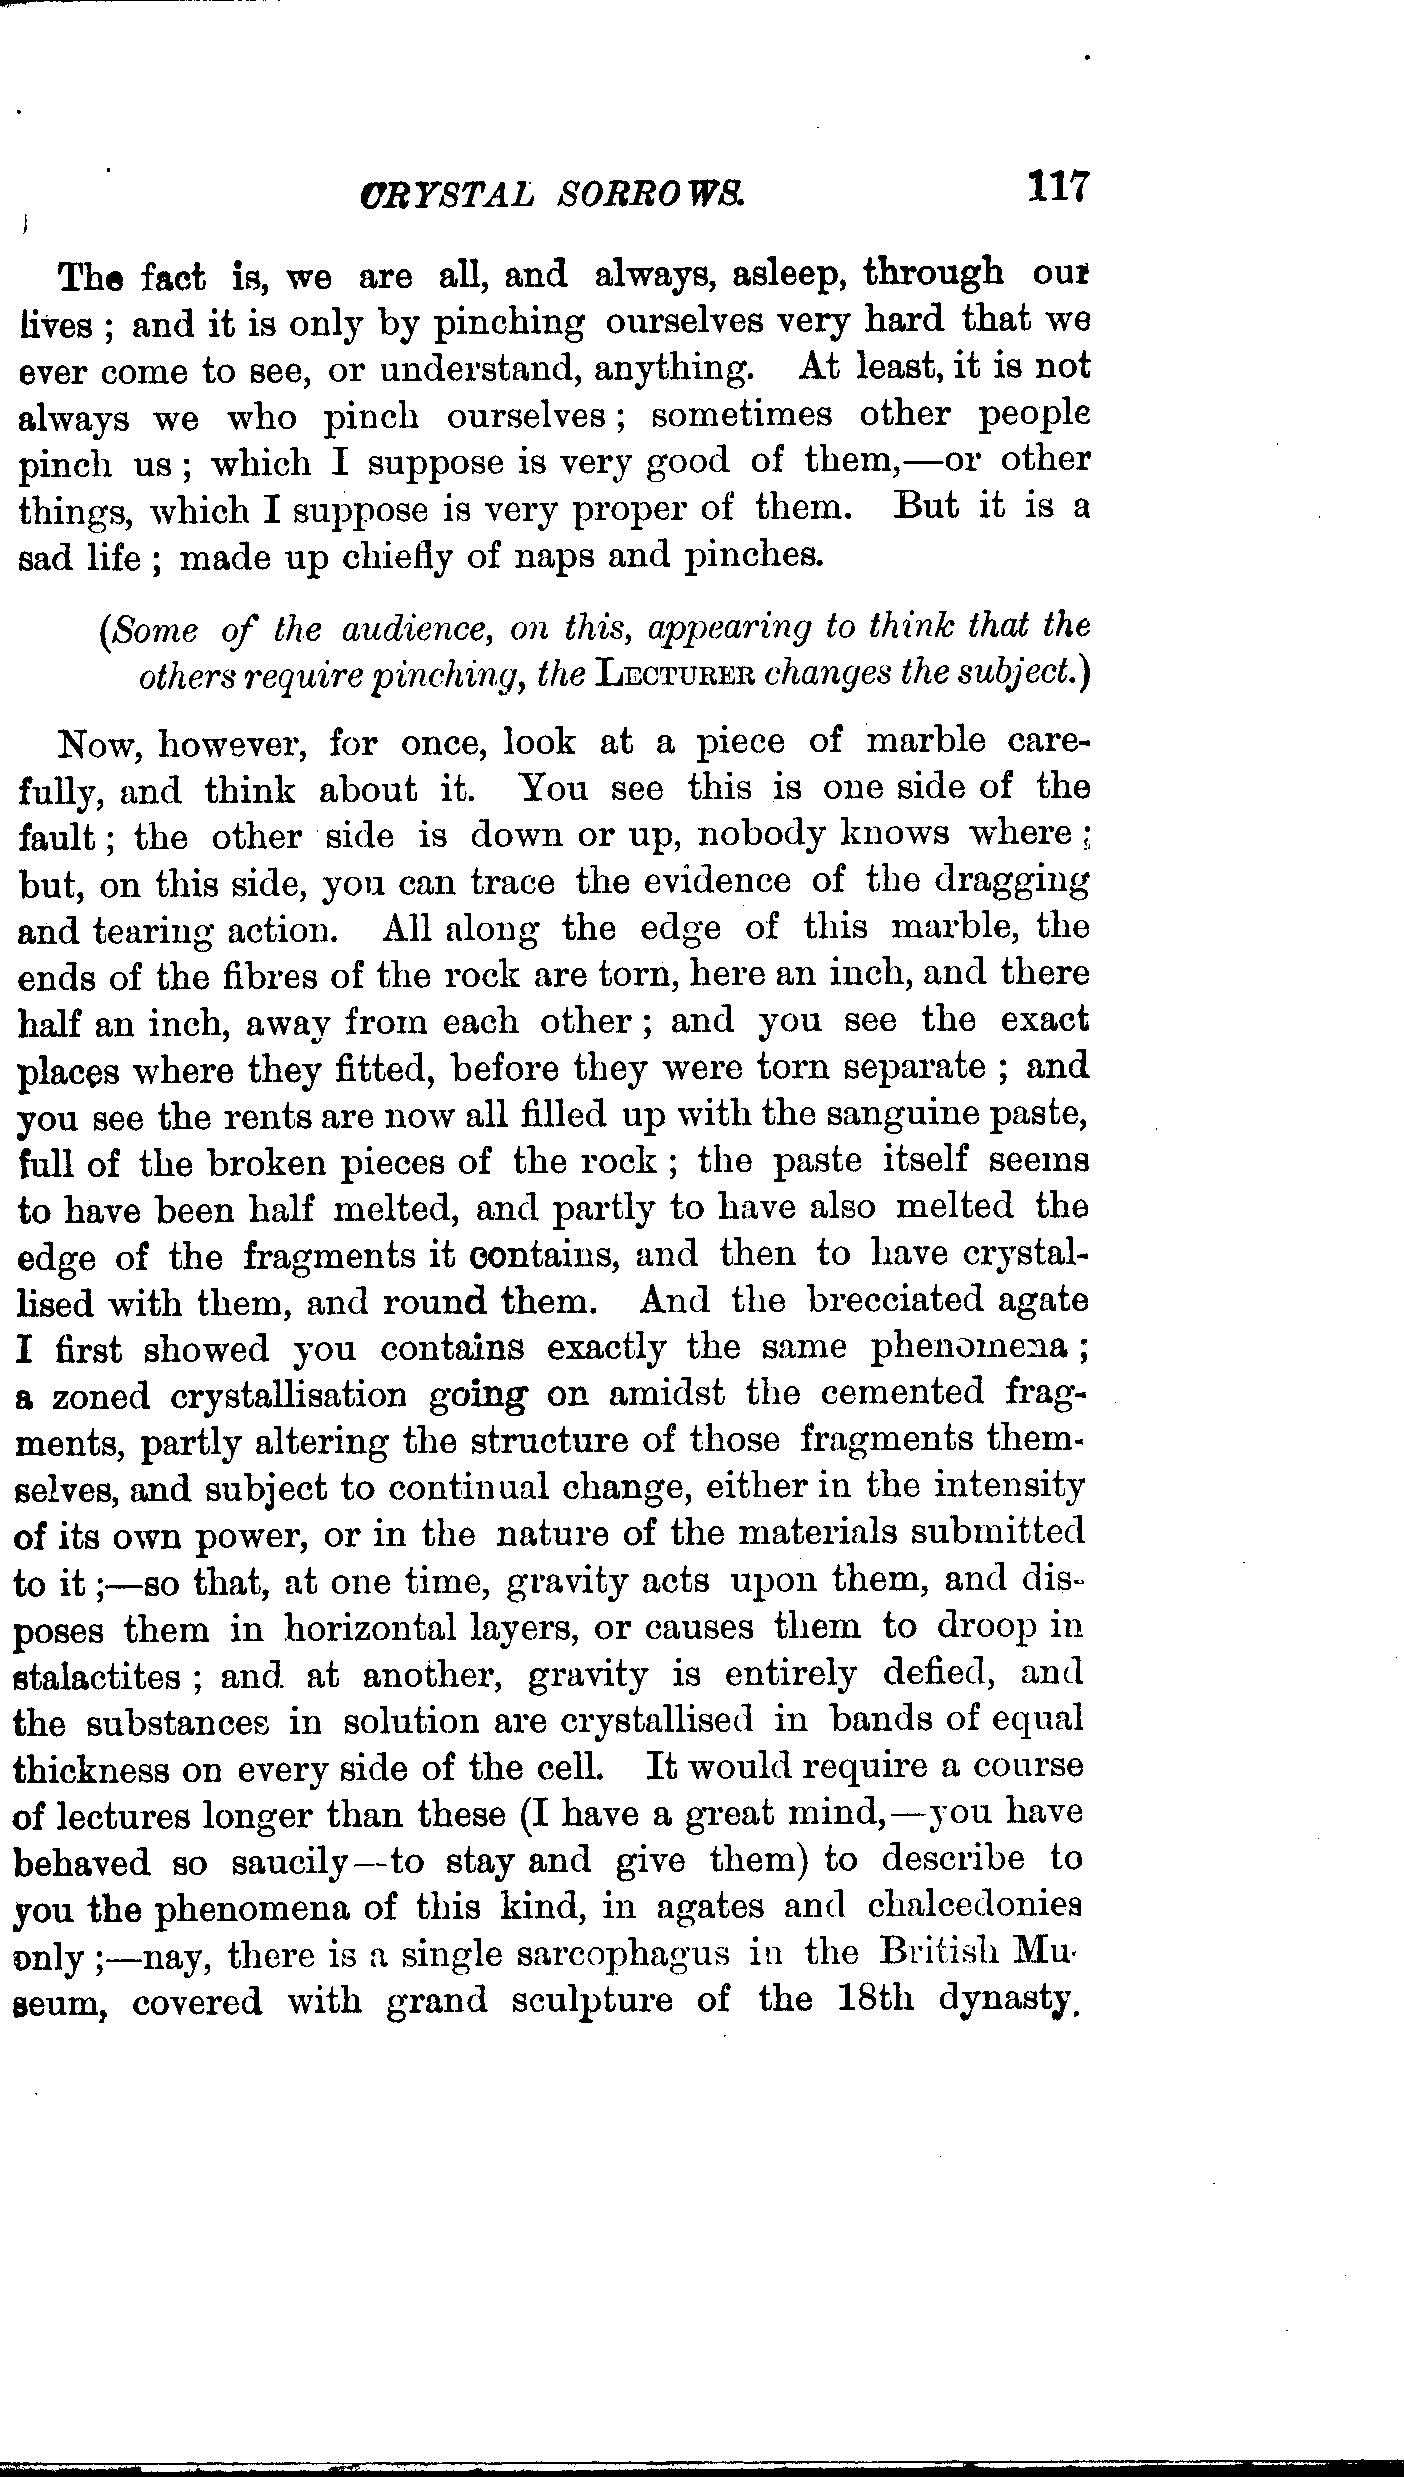 CRYSTAL SORROWS. 117
The fact is, we are all, and always, asleep, through our
lives ; and it is only by pinching ourselves very hard that we
ever come to see, or understand, anything. At least, it is not
always we who pinch ourselves ; sometimes other people
pinch us ; which I suppose is very good of them,—or other
things, which I suppose is very proper of them. But it is a
sad life ; made up chiefly of naps and pinches.
(Some of the audience, on this, appearing to think that the
others require pinching, the LECTURER changes the subject.)
Now, however, for once, look at a piece of marble care-
fully, and think about it. You see this is one side of the
fault ; the other side is down or up, nobody knows where ;
but, on this side, you can trace the evidence of the dragging
and tearing action. All along the edge of this marble, the
ends of the fibres of the rock are torn, here an inch, and there
half an inch, away from each other ; and you see the exact
places where they fitted, before they were torn separate ; and
you see the rents are now all filled up with the sanguine paste,
full of the broken pieces of the rock ; the paste itself seems
to have been half melted, and partly to have also melted the
edge of the fragments it contains, and then to have crystal-
lised with them, and round them. And the brecciated agate
I first showed you contains exactly the same phenomena ;
a zoned crystallisation going on amidst the cemented frag-
ments, partly altering the structure of those fragments them-
selves, and subject to continual change, either in the intensity
of its own power, or in the nature of the materials submitted
to it ;—so that, at one time, gravity acts upon them, and dis-
poses them in horizontal layers, or causes them to droop in
stalactites ; and at another, gravity is entirely defied, and
the substances in solution are crystallised in bands of equal
thickness on every side of the cell. It would require a course
of lectures longer than these (I have a great mind,—you have
behaved so saucily—to stay and give them) to describe to
you the phenomena of this kind, in agates and chalcedonies
only ;—nay, there is a single sarcophagus in the British Mu-
seum, covered with grand sculpture of the 18th dynasty.